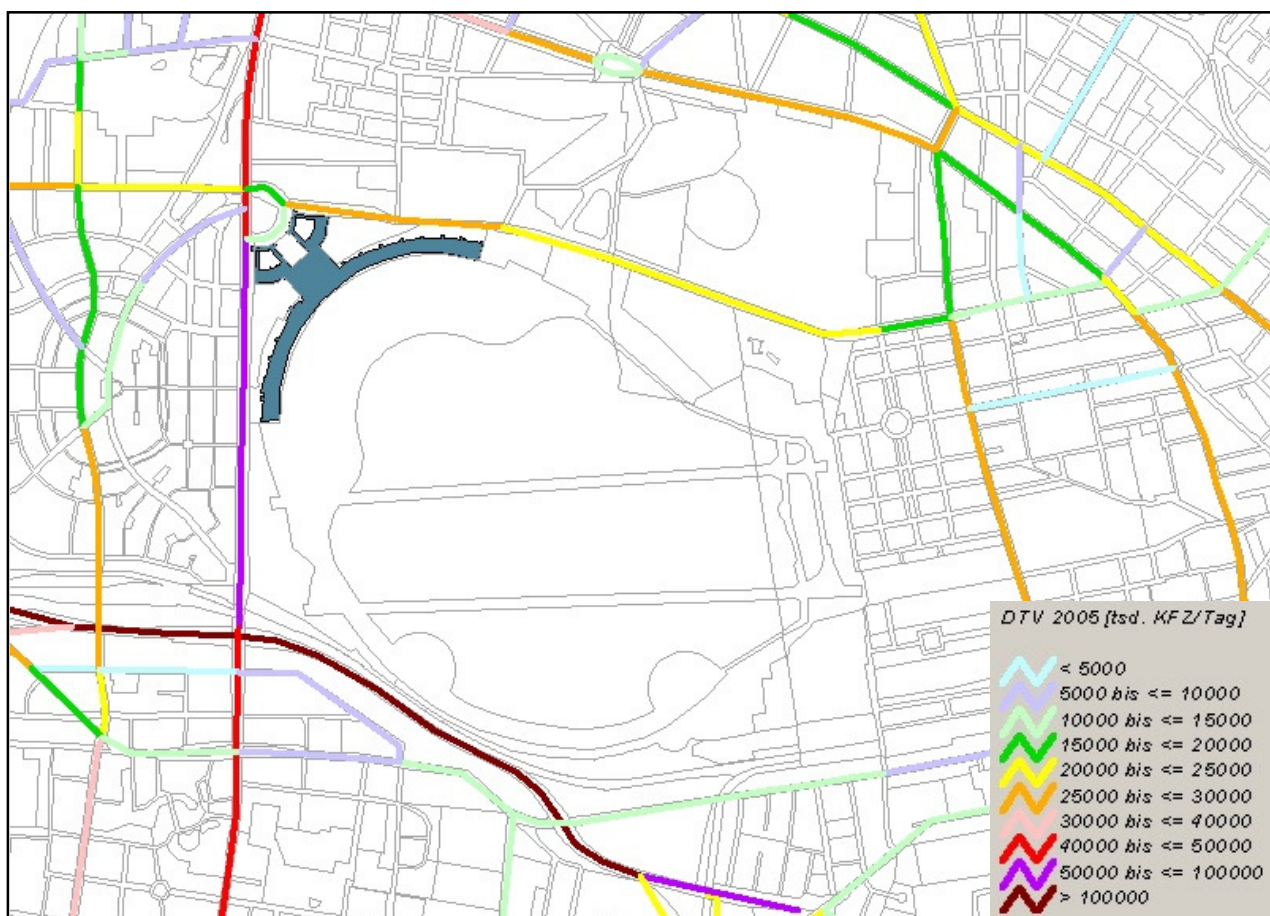 DTV 2005 [tsd. KFZ/Tag]
< 5000
5000 bis <= 10000
10000 bis <= 15000
15000 bis <= 20000
20000 bis <= 25000
25000 bis <= 30000
30000 bis <= 40000
40000 bis <= 50000
50000 bis <= 100000
> 100000